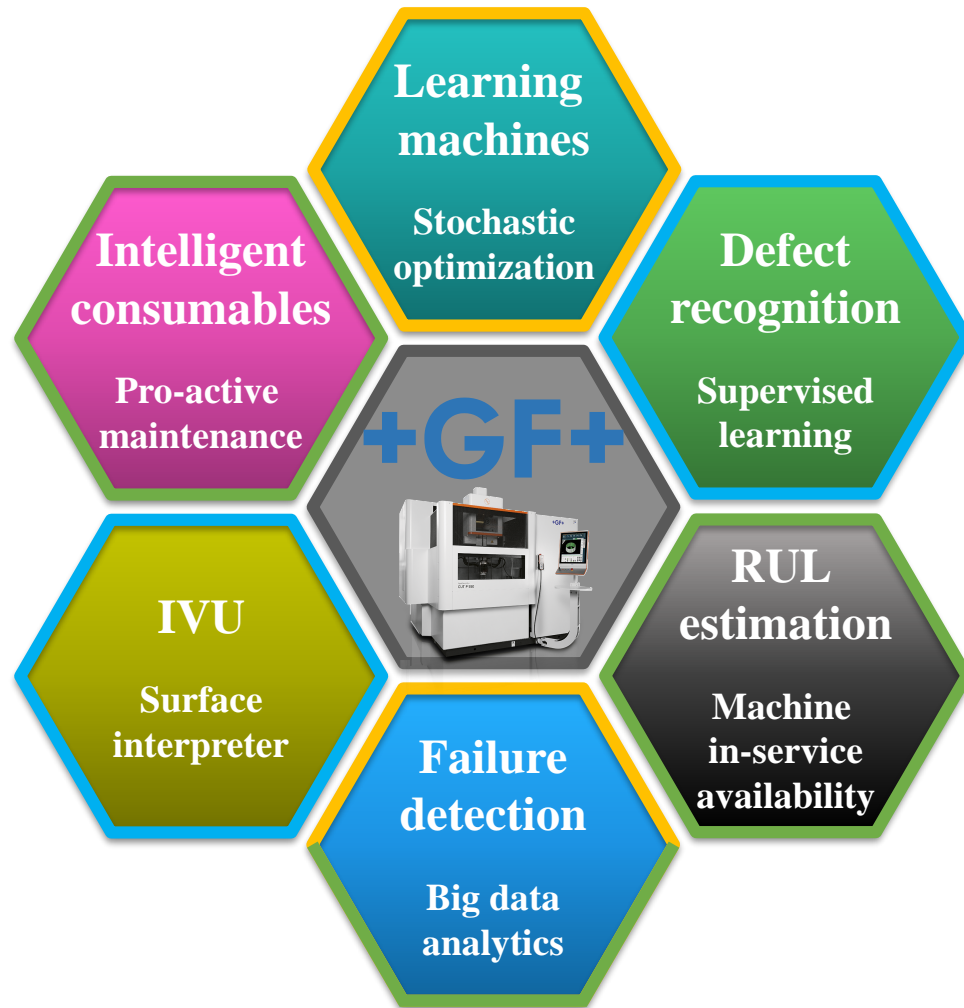 Learning
machines
Stochastic
optimization
Intelligent
consumables
Pro-active
maintenance
Defect
recognition
Supervised
learning
+GF+
+GF+
IVU
Surface
interpreter
RUL
estimation
Machine
in-service
availability
Failure
detection
Big data
analytics